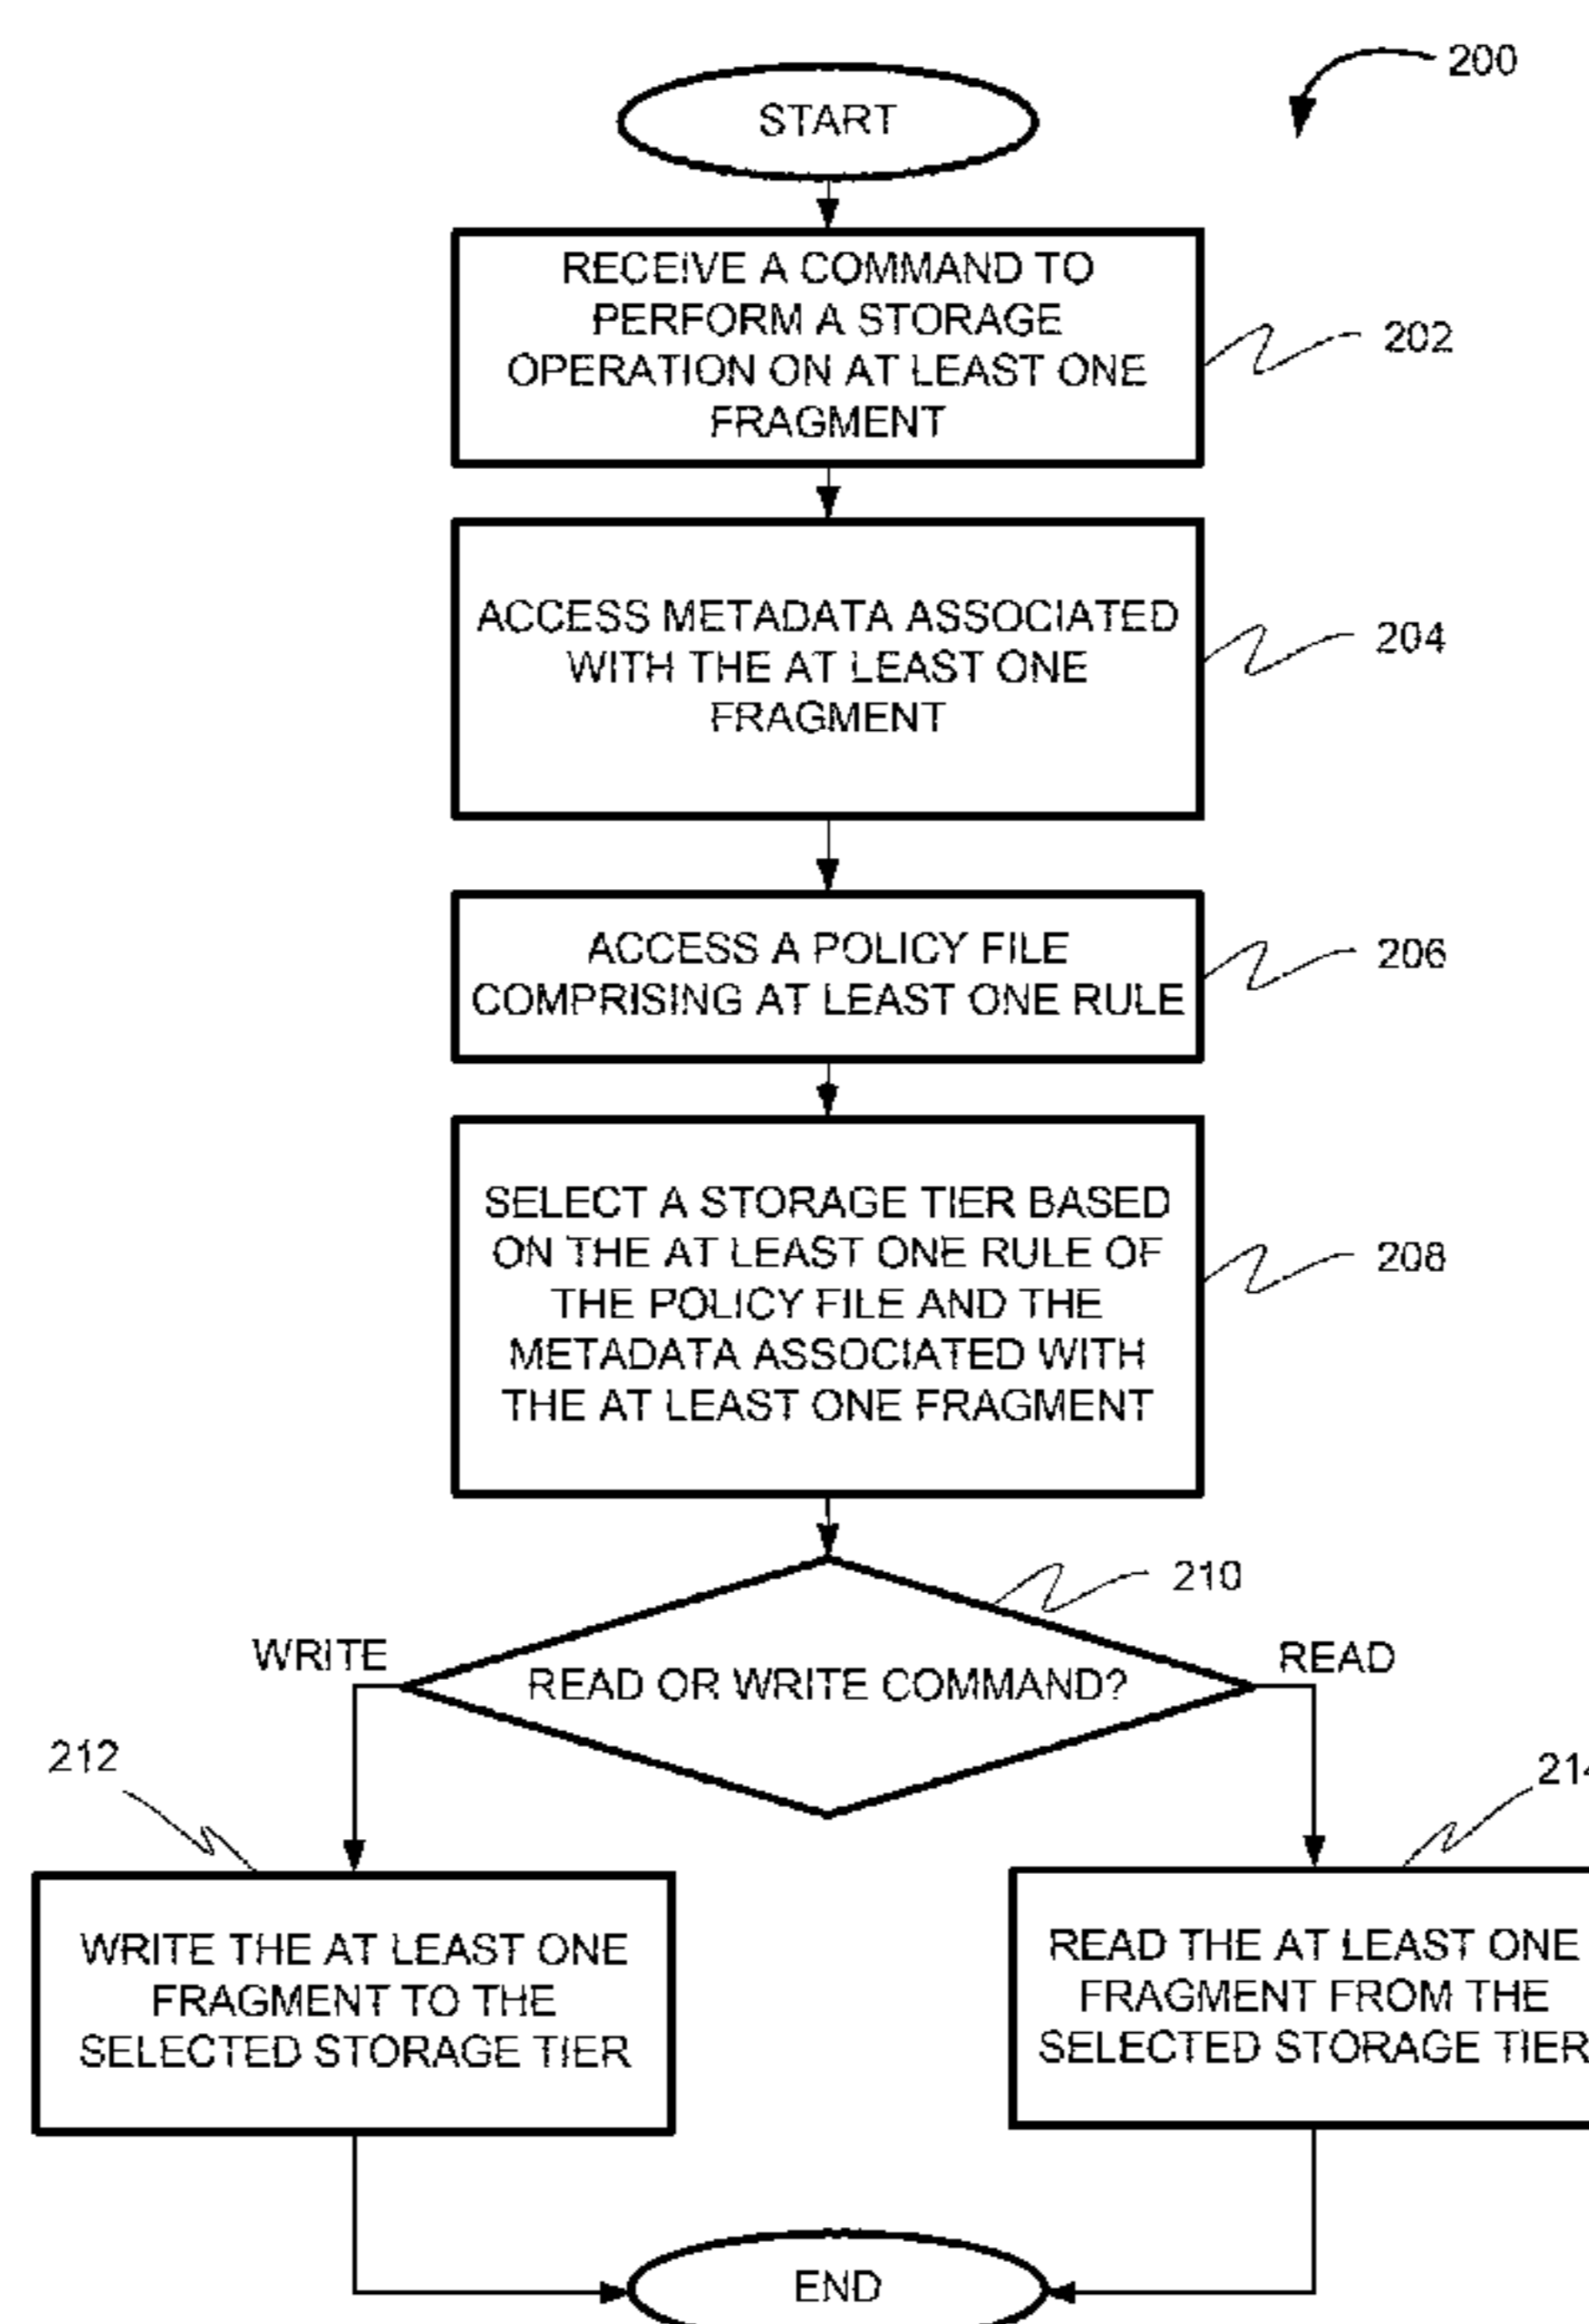 200
START
RECEIVE A COMMAND TO
PERFORM A STORAGE
OPERATION ON AT LEAST ONE
FRAGMENT
202
ACCESS METADATA ASSOCIATED
WITH THE AT LEAST ONE
FRAGMENT
204
ACCESS A POLICY FILE
COMPRISING AT LEAST ONE RULE
206
SELECT A STORAGE TIER BASED
ON THE AT LEAST ONE RULE OF
THE POLICY FILE AND THE
METADATA ASSOCIATED WITH
THE AT LEAST ONE FRAGMENT
208
210
WRITE
READ OR WRITE COMMAND?
READ
212
214
WRITE THE AT LEAST ONE
FRAGMENT TO THE
SELECTED STORAGE TIER
READ THE AT LEAST ONE
FRAGMENT FROM THE
SELECTED STORAGE TIER
END